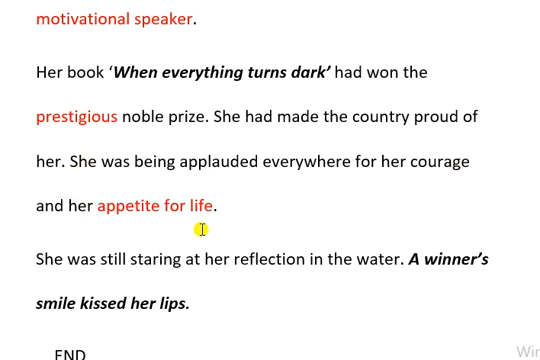 motivational speaker.
Her book ‘When everything turns dark’ had won the
prestigious noble prize. She had made the country proud of
her. She was being applauded everywhere for her courage
and her appetite for life.
She was still staring at her reflection in the water. A winner’s
smile kissed her lips.
END